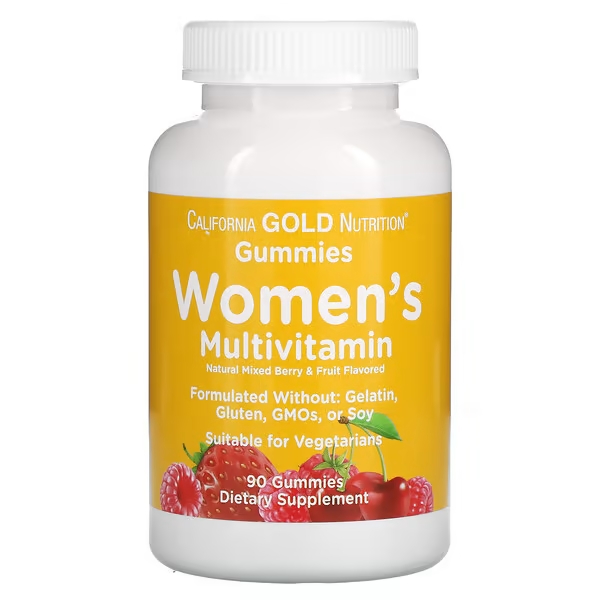 CALIFORNIA GOLD NUTRITION®
Gummies
Women's
Multivitamin
Natural Mixed Berry & Fruit Flavored
Formulated Without: Gelatin,
Gluten, GMOs, or Soy
Suitable for Vegetarians
90 Gummies
Dietary Supplement